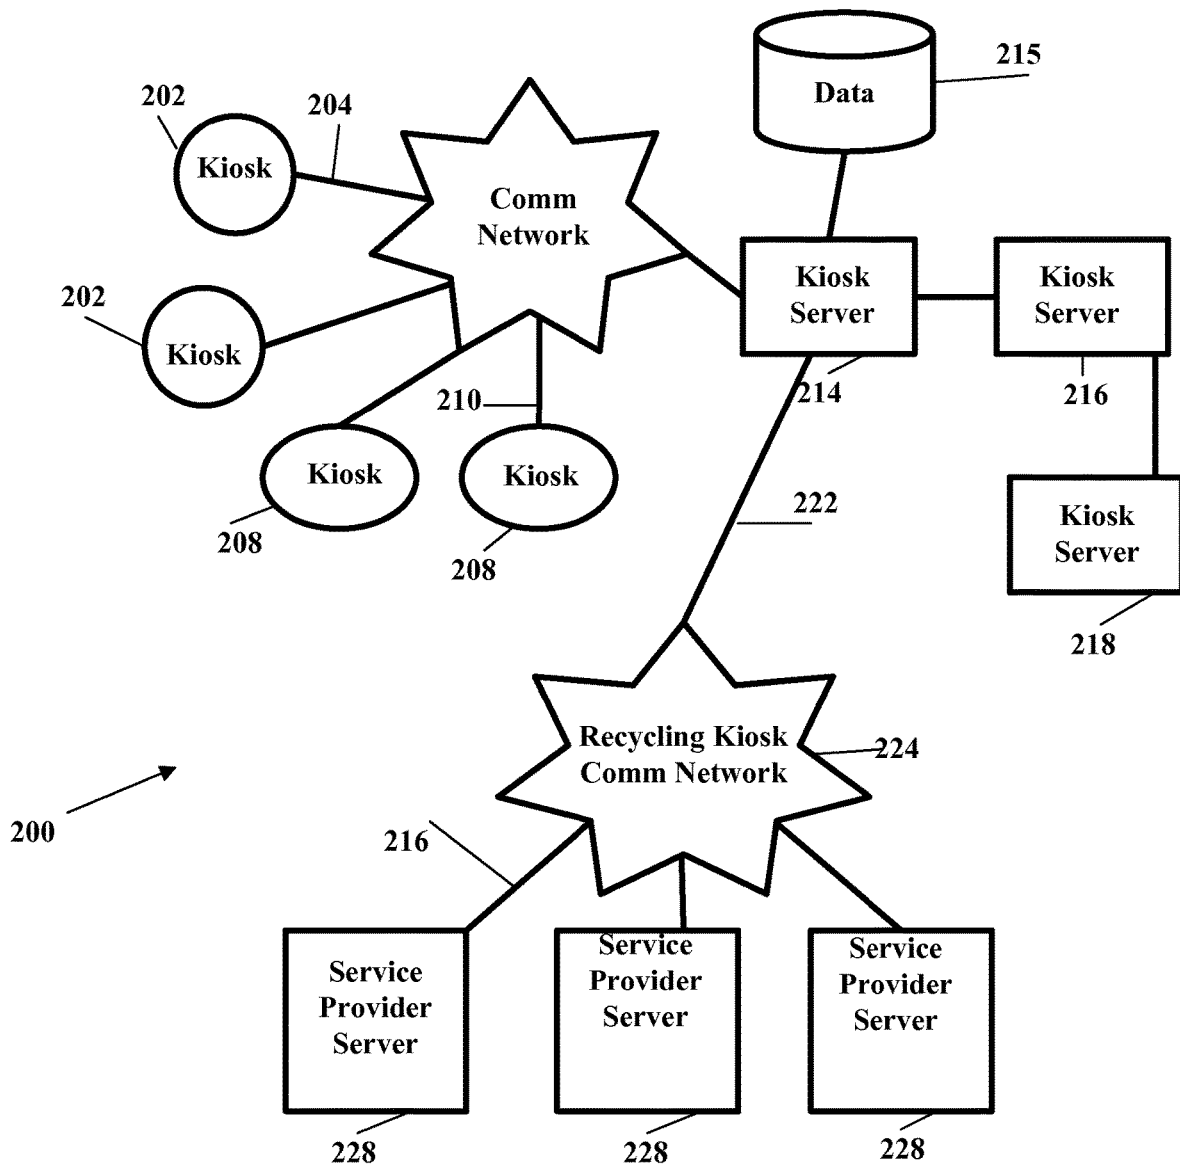 215
Data
202
204
Kiosk
Comm
Network
202
Kiosk
Kiosk
Server
Kiosk
Server
214
216
210
Kiosk
Kiosk
208
208
222
Kiosk
Server
218
Recycling Kiosk
Comm Network
224
200
216
Service
Provider
Server
Service
Provider
Server
Service
Provider
Server
228
228
228